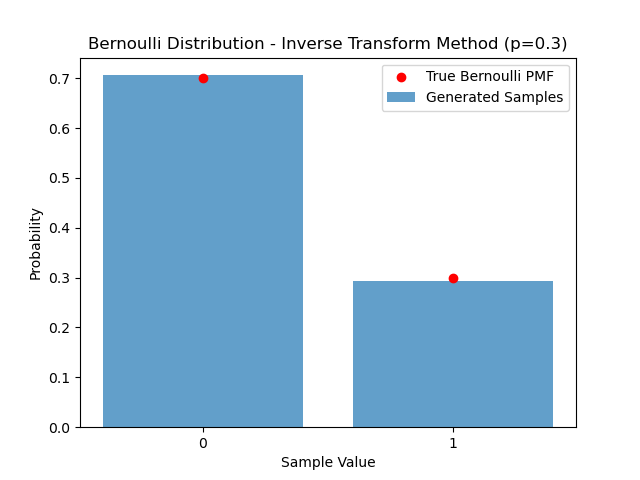 Bernoulli Distribution - Inverse Transform Method (p=0.3)
True Bernoulli PMF
Generated Samples
Probability
0.7
0.6
0.5
0.4
0.3
0.2
0.1
0.0
0
1
Sample Value